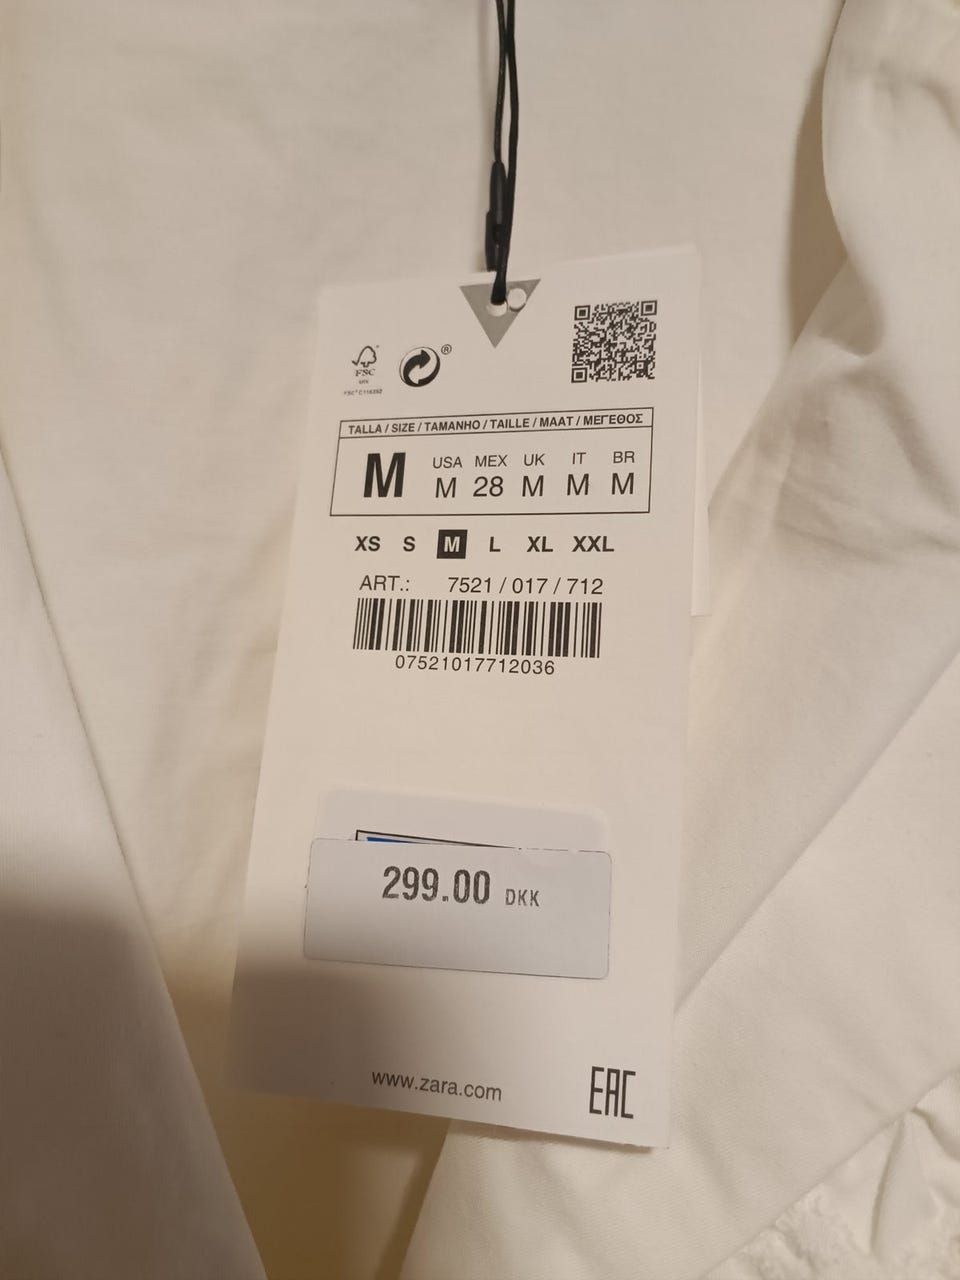 FSC
MIX
FSC® C116352
®
TALLA / SIZE / TAMANHO / TAILLE / MAAT / ΜΕΓΕΘΟΣ
M
USA MEX UK IT BR
M 28 M M M
XS S M L XL XXL
ART.: 7521 / 017 / 712
07521017712036
299.00 DKK
www.zara.com
EAC